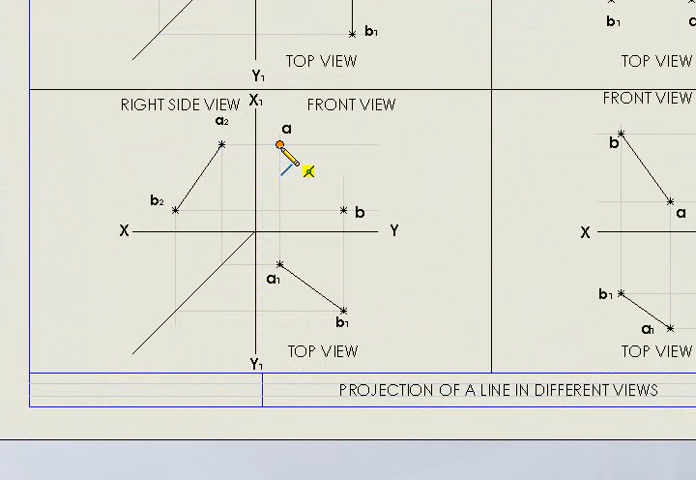 b₁
b₁
TOP VIEW
TOP VIEW
Y₁
X₁
RIGHT SIDE VIEW
FRONT VIEW
FRONT VIEW
a₂
a
b
b₂
b
a
X
Y
X
a₁
b₁
b₁
a₁
TOP VIEW
TOP VIEW
Y₁
PROJECTION OF A LINE IN DIFFERENT VIEWS